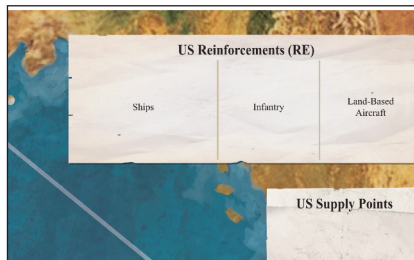 US Reinforcements (RE)
Ships
Infantry
Land-Based
Aircraft
US Supply Points